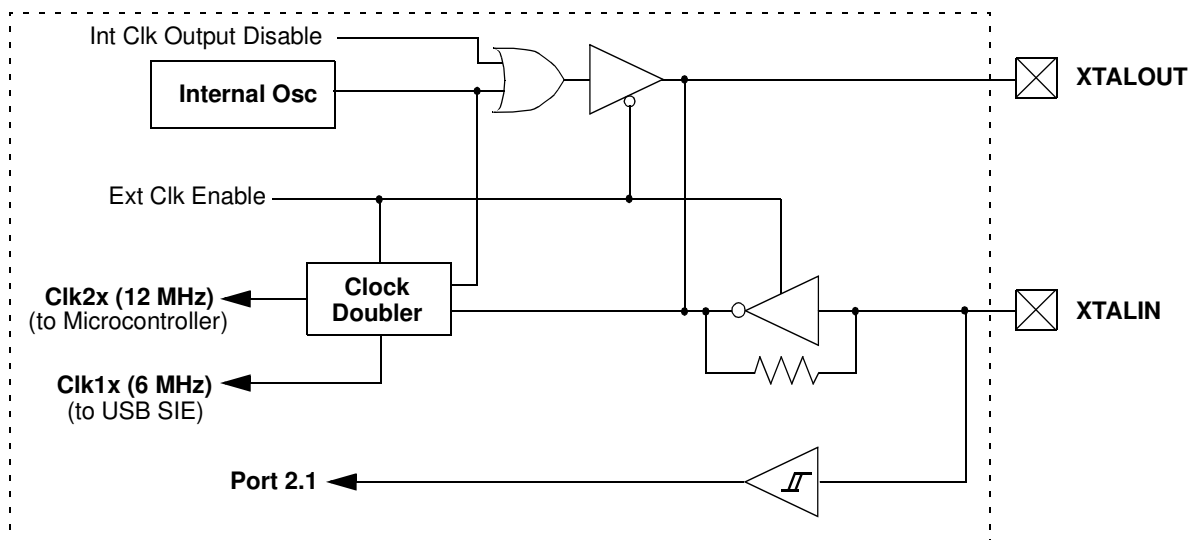 Int Clk Output Disable
Internal Osc
XTALOUT
Ext Clk Enable
Clock
Doubler
Clk2x (12 MHz)
(to Microcontroller)
XTALIN
Clk1x (6 MHz)
(to USB SIE)
Port 2.1